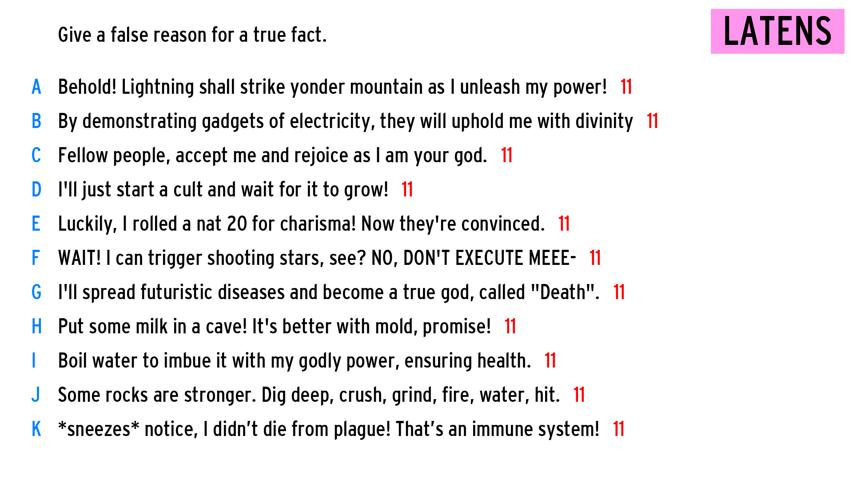 Give a false reason for a true fact.
LATENS
A Behold! Lightning shall strike yonder mountain as I unleash my power! 11
B By demonstrating gadgets of electricity, they will uphold me with divinity 11
C Fellow people, accept me and rejoice as I am your god. 11
D I'll just start a cult and wait for it to grow! 11
E Luckily, I rolled a nat 20 for charisma! Now they're convinced. 11
F WAIT! I can trigger shooting stars, see? NO, DON'T EXECUTE MEEE- 11
G I'll spread futuristic diseases and become a true god, called "Death". 11
H Put some milk in a cave! It's better with mold, promise! 11
I Boil water to imbue it with my godly power, ensuring health. 11
J Some rocks are stronger. Dig deep, crush, grind, fire, water, hit. 11
K *sneezes* notice, I didn’t die from plague! That’s an immune system! 11